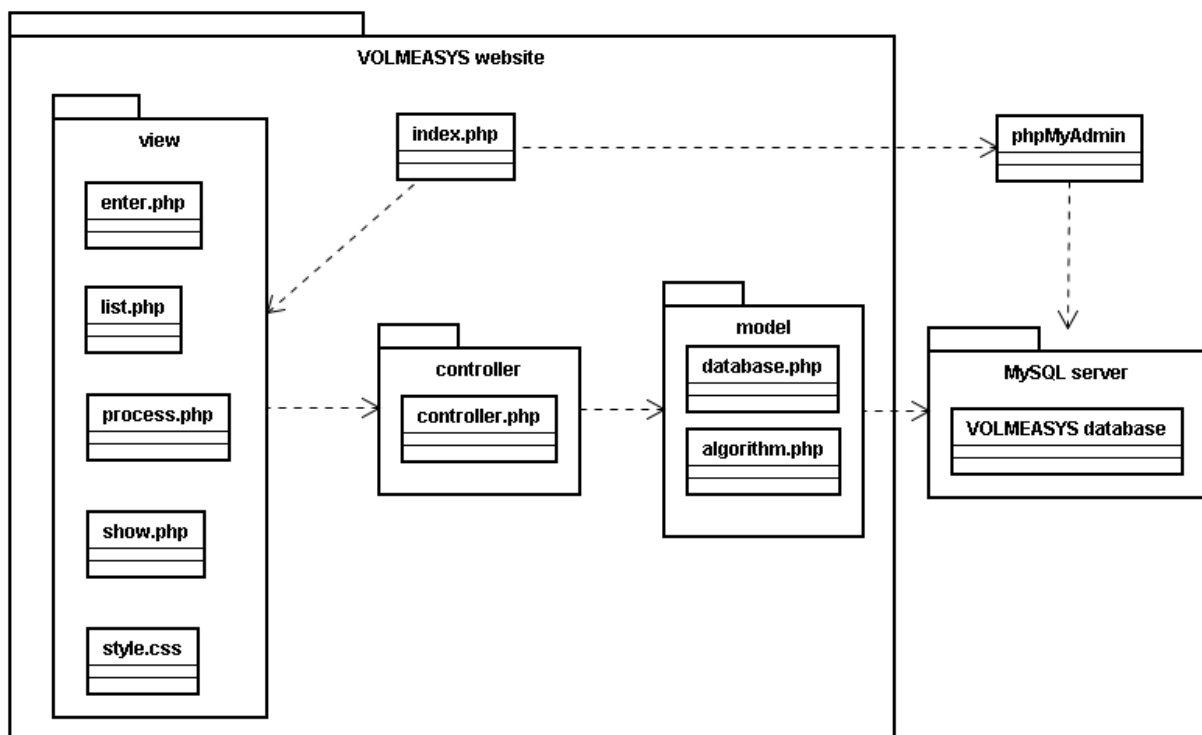 VOLMEASYS website
view
enter.php
list.php
process.php
show.php
style.css
index.php
controller
controller.php
model
database.php
algorithm.php
phpMyAdmin
MySQL server
VOLMEASYS database